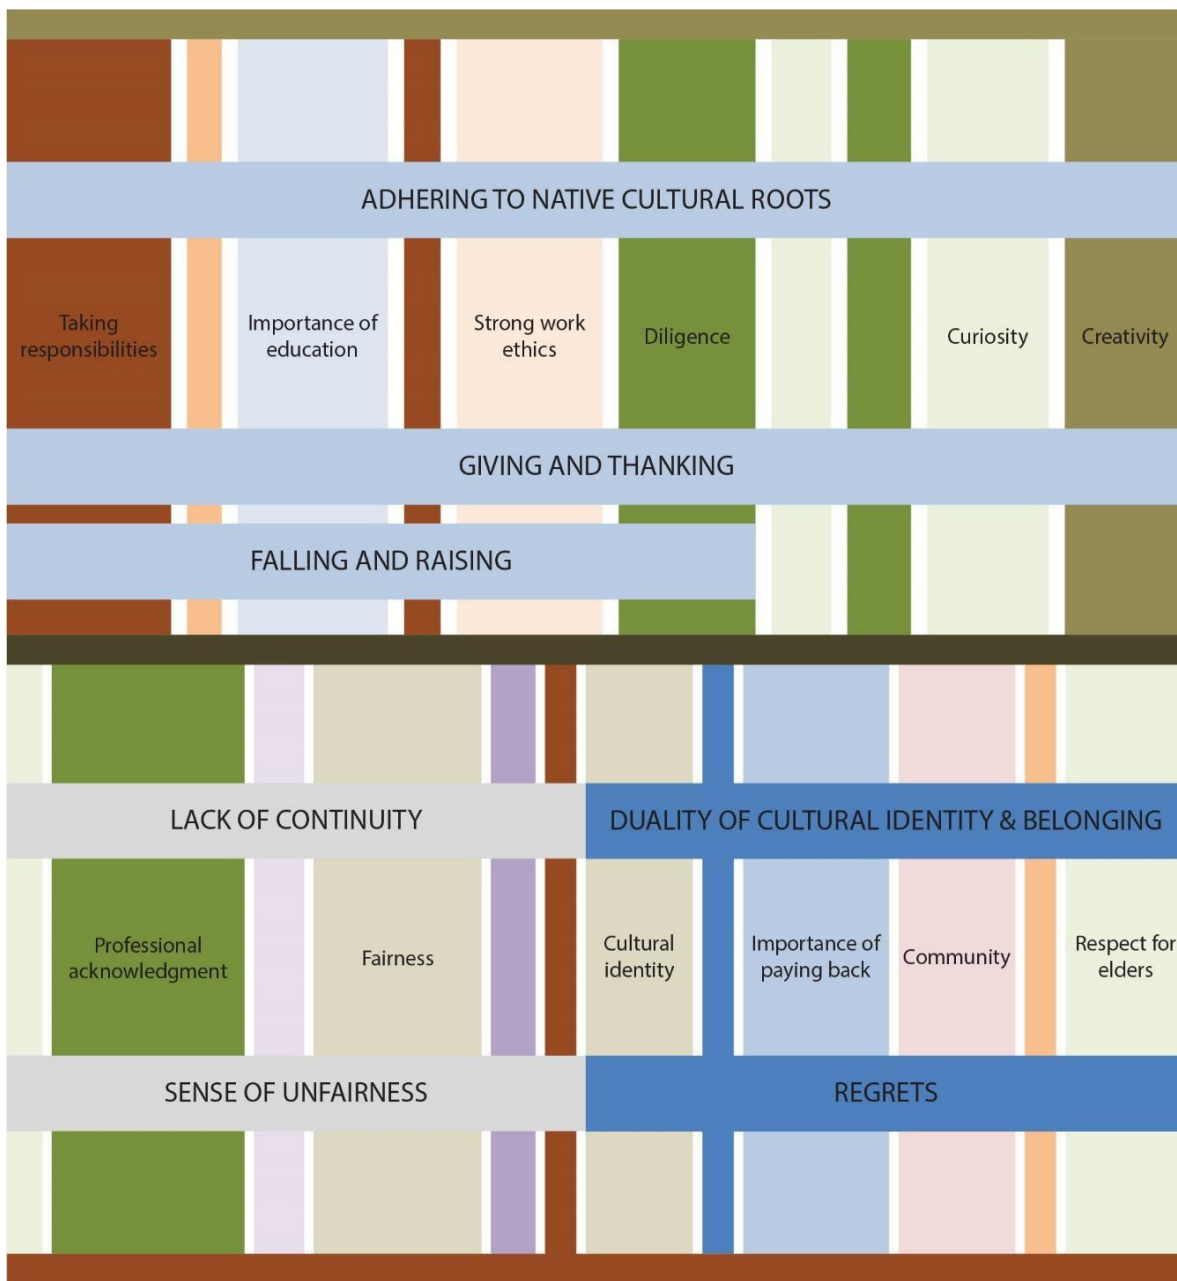 ADHERING TO NATIVE CULTURAL ROOTS
Taking
responsibilities
Importance of
education
Strong work
ethics
Diligence
Curiosity
Creativity
GIVING AND THANKING
FALLING AND RAISING
LACK OF CONTINUITY
DUALITY OF CULTURAL IDENTITY & BELONGING
Professional
acknowledgment
Fairness
Cultural
identity
Importance of
paying back
Community
Respect for
elders
SENSE OF UNFAIRNESS
REGRETS